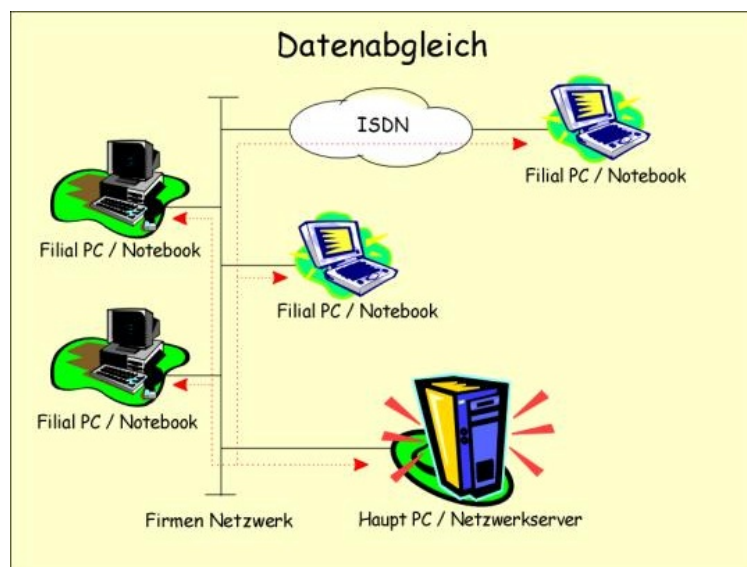 Datenabgleich
ISDN
Filial PC / Notebook
Filial PC / Notebook
Filial PC / Notebook
Filial PC / Notebook
Firmen Netzwerk
Haupt PC / Netzwerkserver